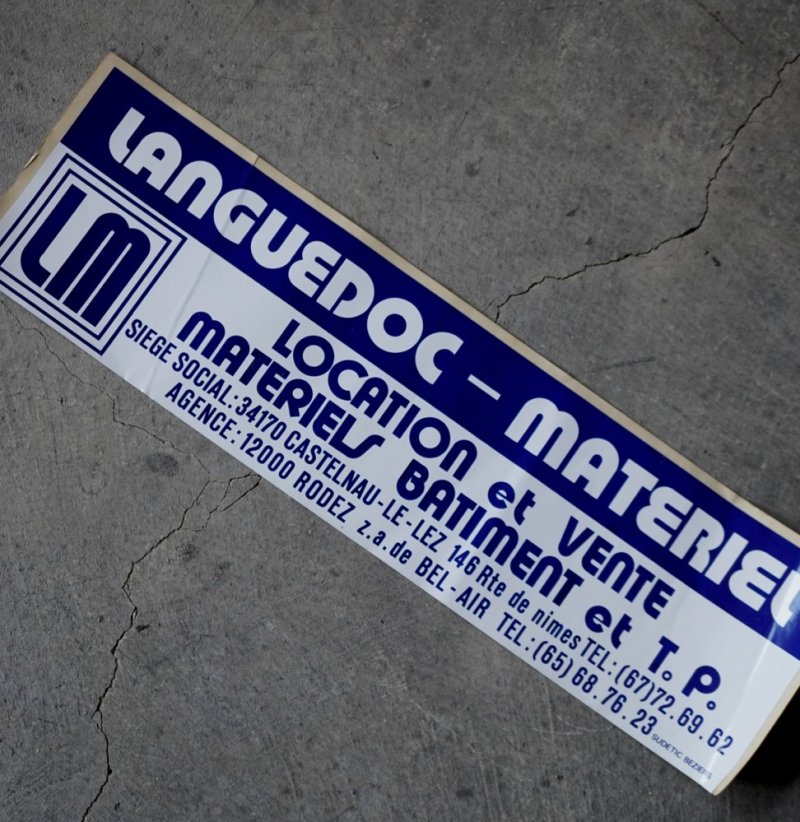 LANGUEDOC - MATERIEL
LM
LOCATION et VENTE
MATERIELS BATIMENT et T.P.
SIEGE SOCIAL: 34170 CASTELNAU-LE-LEZ 146 Rte de nimes TEL: (67)72.69.62
AGENCE: 12000 RODEZ z.a.de BEL-AIR TEL: (65) 68.76.23
SUDETIC BEZIERS